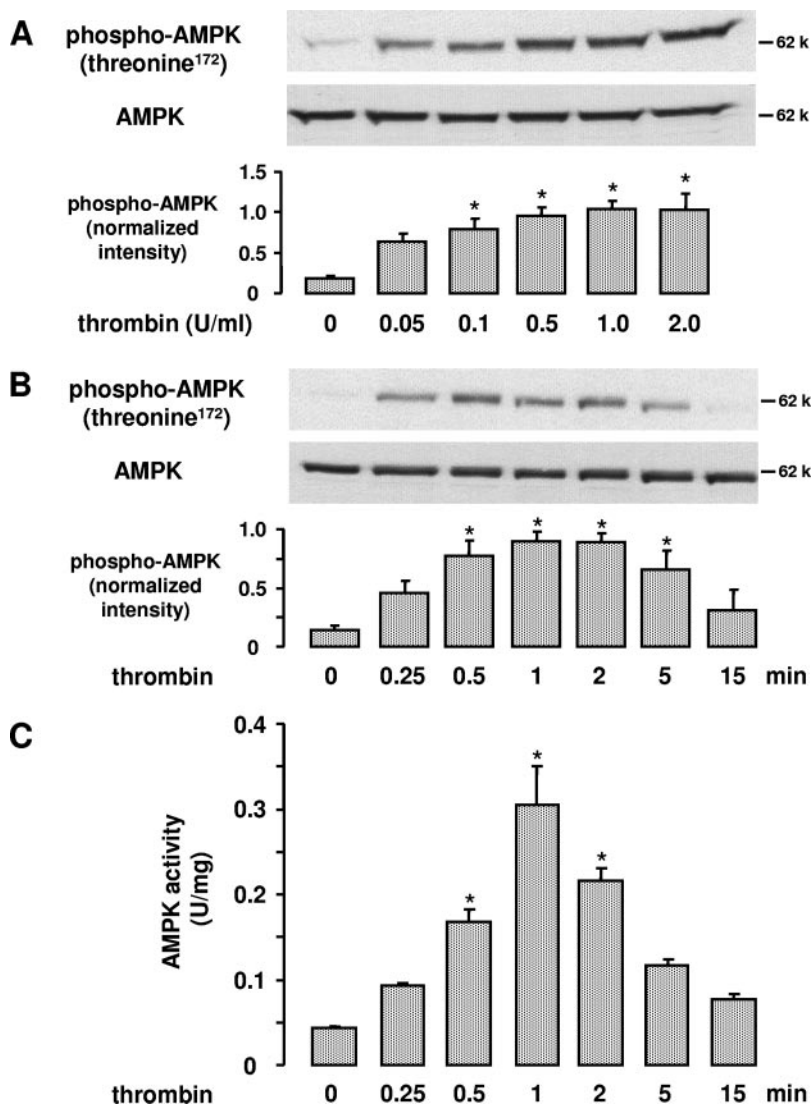 A
phospho-AMPK
(threonine¹⁷²)
62 k
AMPK
62 k
phospho-AMPK
(normalized
intensity)
1.5
1.0
0.5
0
* * * *
thrombin (U/ml) 0 0.05 0.1 0.5 1.0 2.0
B
phospho-AMPK
(threonine¹⁷²)
62 k
AMPK
62 k
phospho-AMPK
(normalized
intensity)
1.0
0.5
0
* * * *
thrombin 0 0.25 0.5 1 2 5 15 min
C
AMPK activity
(U/mg)
0.4
0.3
0.2
0.1
0
* * *
thrombin 0 0.25 0.5 1 2 5 15 min